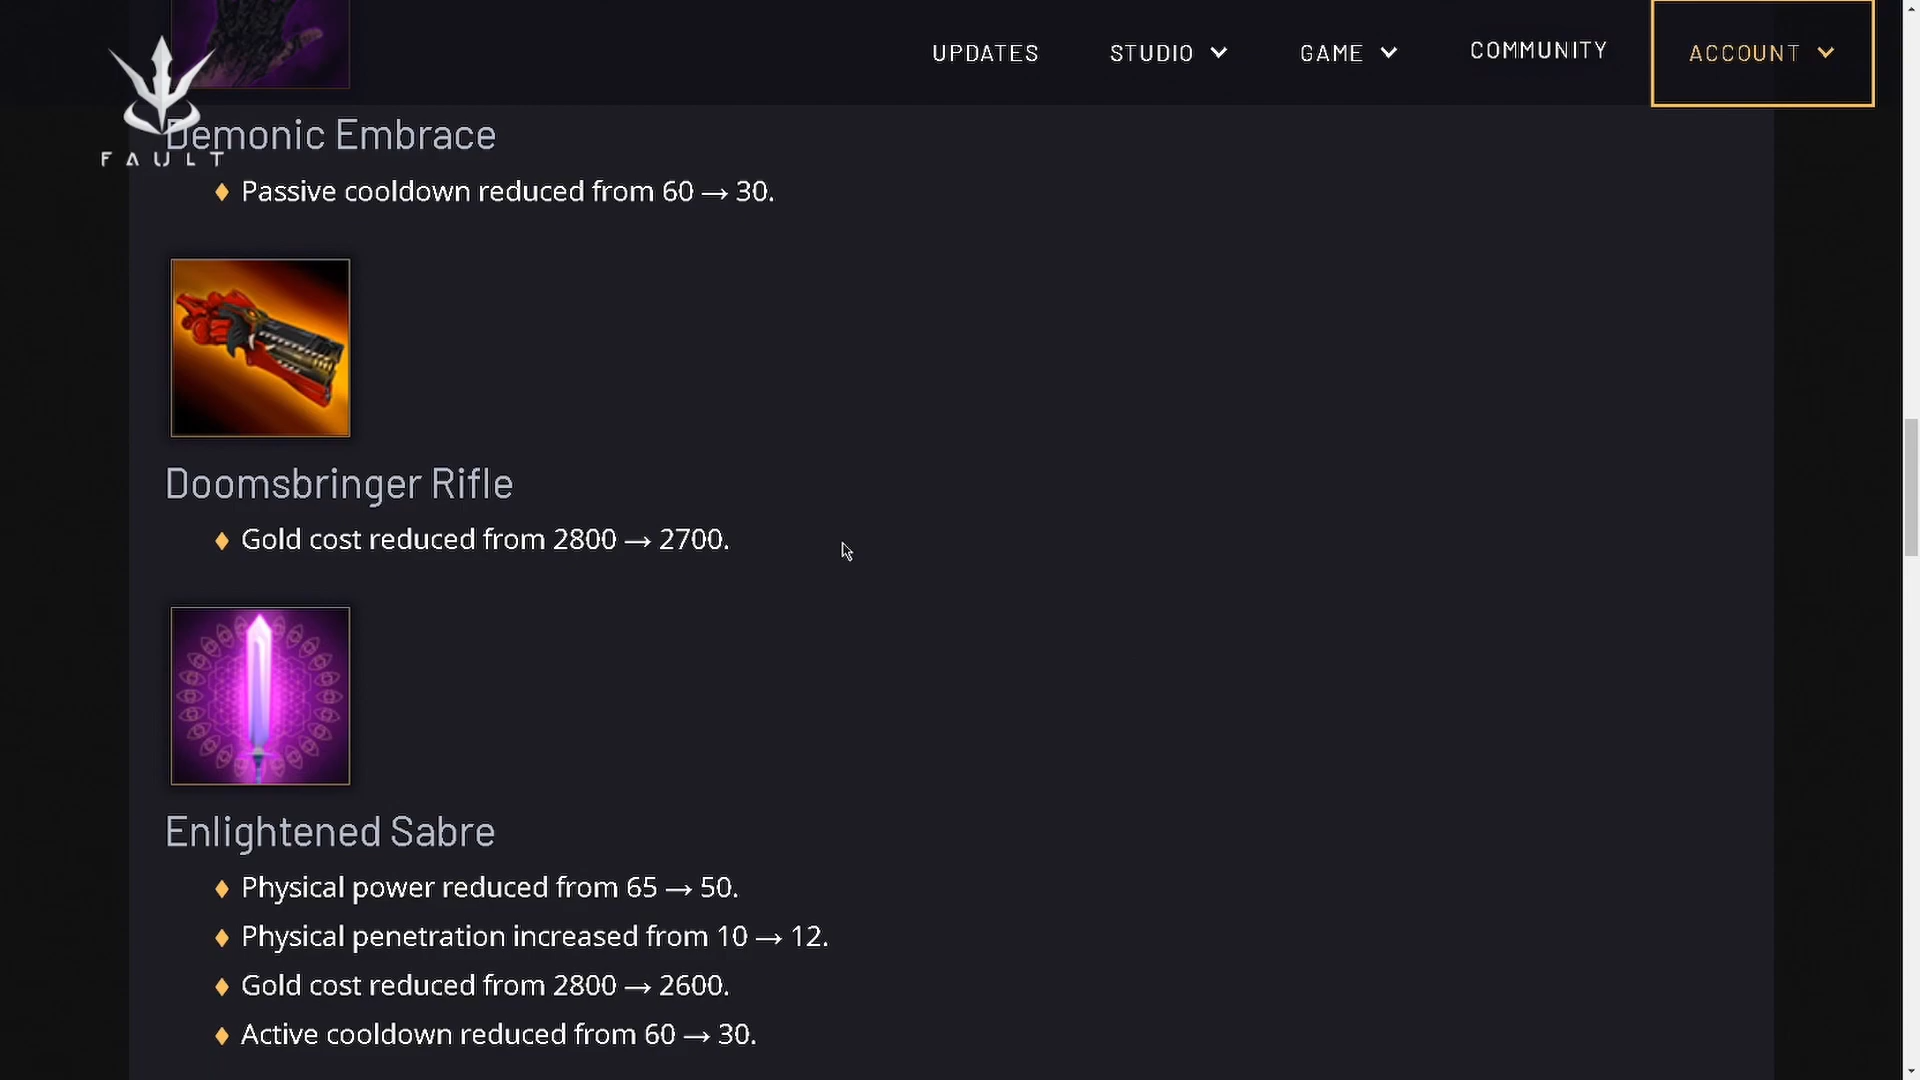 UPDATES STUDIO GAME COMMUNITY ACCOUNT
FAULT
Demonic Embrace
Passive cooldown reduced from 60 → 30.
Doomsbringer Rifle
Gold cost reduced from 2800 → 2700.
Enlightened Sabre
Physical power reduced from 65 → 50.
Physical penetration increased from 10 → 12.
Gold cost reduced from 2800 → 2600.
Active cooldown reduced from 60 → 30.